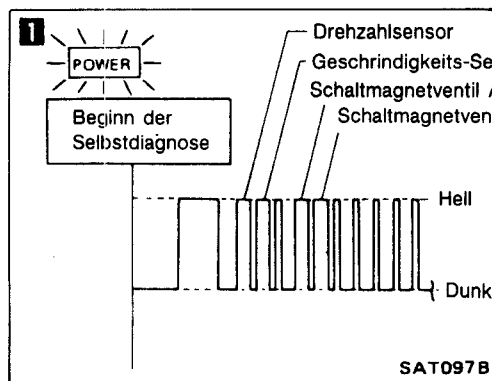 1
POWER
Beginn der
Selbstdiagnose
Drehzahlsensor
Geschrindigkeits-Se
Schaltmagnetventil A
Schaltmagnetven
Hell
Dunk
SAT097B